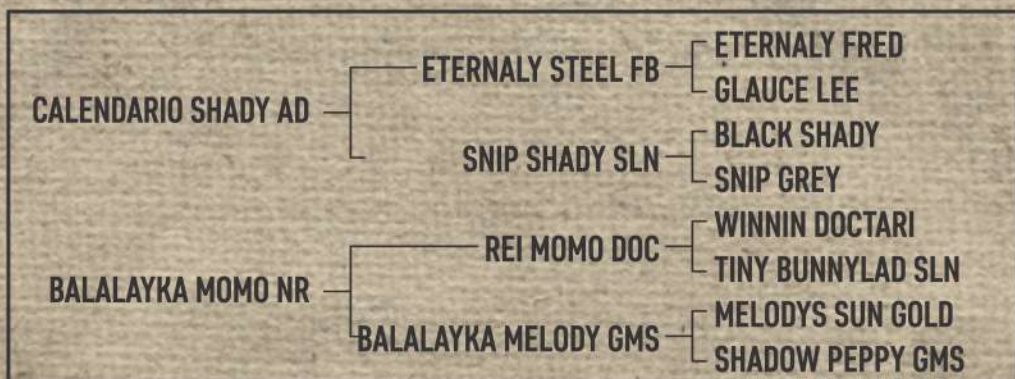 ETERNALY FRED
ETERNALY STEEL FB
GLAUCE LEE
CALENDARIO SHADY AD
BLACK SHADY
SNIP SHADY SLN
SNIP GREY
WINNIN DOCTARI
REI MOMO DOC
TINY BUNNYLAD SLN
BALALAYKA MOMO NR
MELODYS SUN GOLD
BALALAYKA MELODY GMS
SHADOW PEPPY GMS